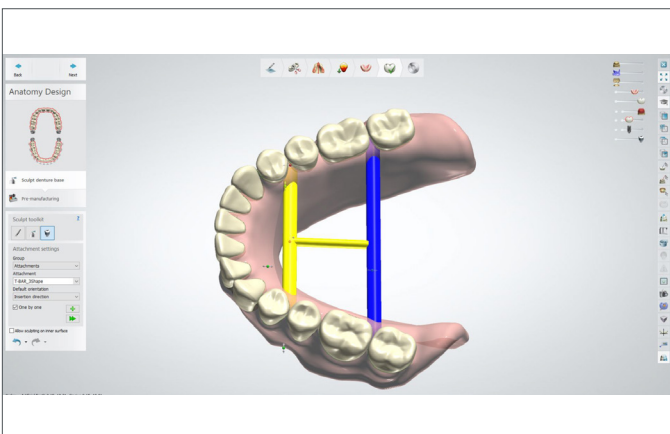 Back Next
Anatomy Design
Sculpt denture base
Pre manufacturing
Sculpt toolkit
Attachment settings
Group
Attachments
Attachment
T-BAR_3Shape
Default orientation
Insertion direction
One by one
Allow sculpting on inner surface